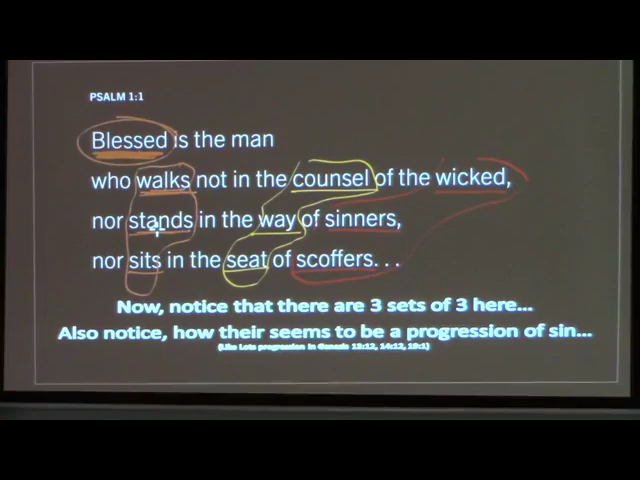 PSALM 1:1
Blessed is the man
who walks not in the counsel of the wicked,
nor stands in the way of sinners,
nor sits in the seat of scoffers. . .
Now, notice that there are 3 sets of 3 here...
Also notice, how their seems to be a progression of sin...
(Like Lots progression in Genesis 13:12, 14:12, 19:1)